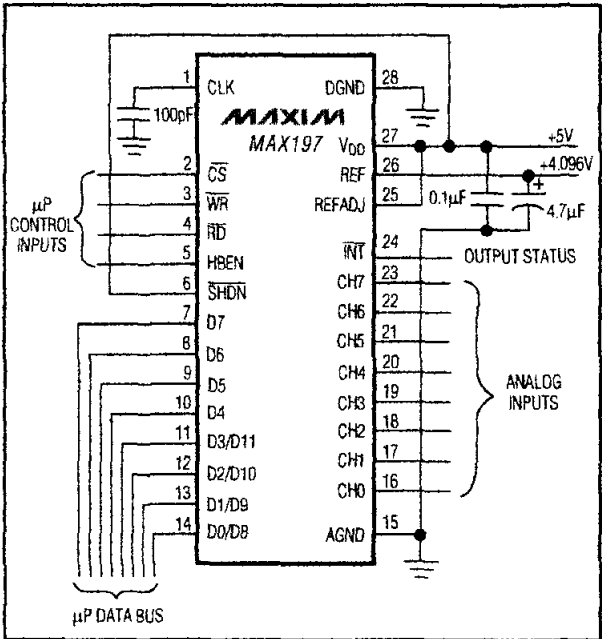 1 CLK DGND 28
100pF
MAXIM
MAX197
VDD 27 +5V
2 CS REF 26 +4.096V
3 WR REFADJ 25 0.1µF + 4.7µF
µP
CONTROL
INPUTS
4 RD
5 HBEN INT 24 OUTPUT STATUS
6 SHDN CH7 23
7 D7 CH6 22
8 D6 CH5 21
9 D5 CH4 20
10 D4 CH3 19
ANALOG
INPUTS
11 D3/D11 CH2 18
12 D2/D10 CH1 17
13 D1/D9 CH0 16
14 D0/D8 AGND 15
µP DATA BUS